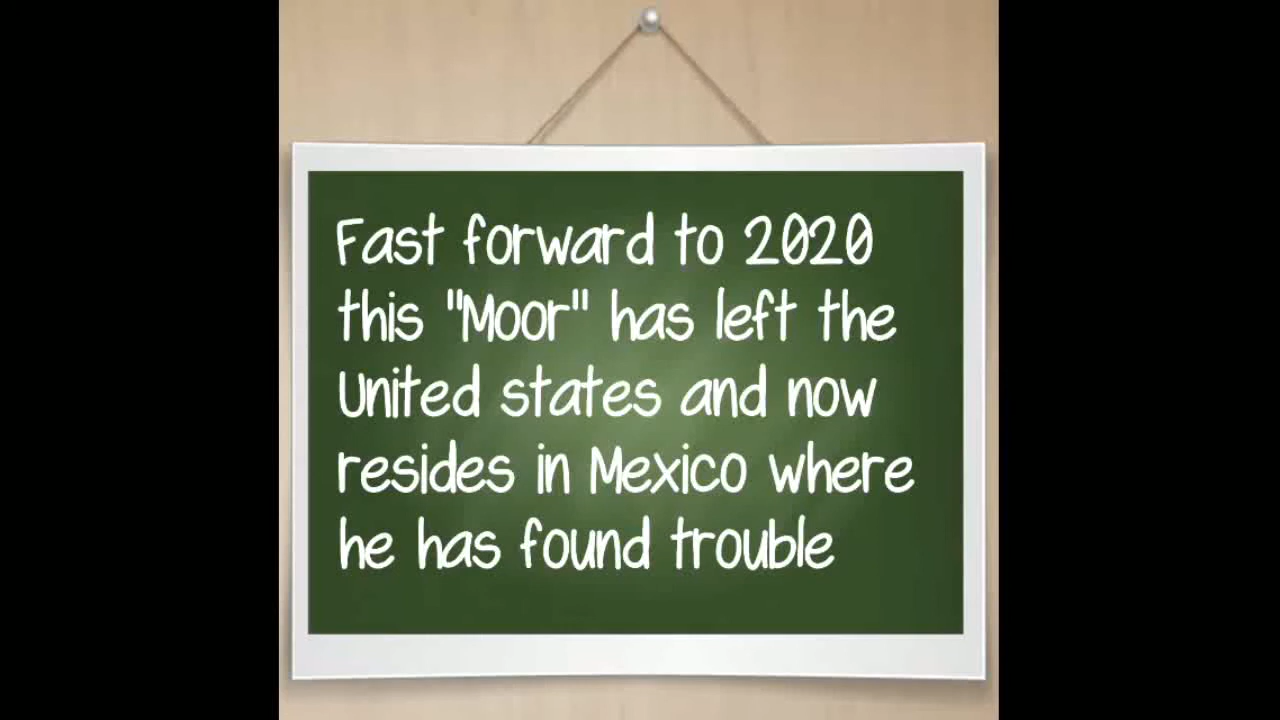 Fast forward to 2020
this "Moor" has left the
United states and now
resides in Mexico where
he has found trouble